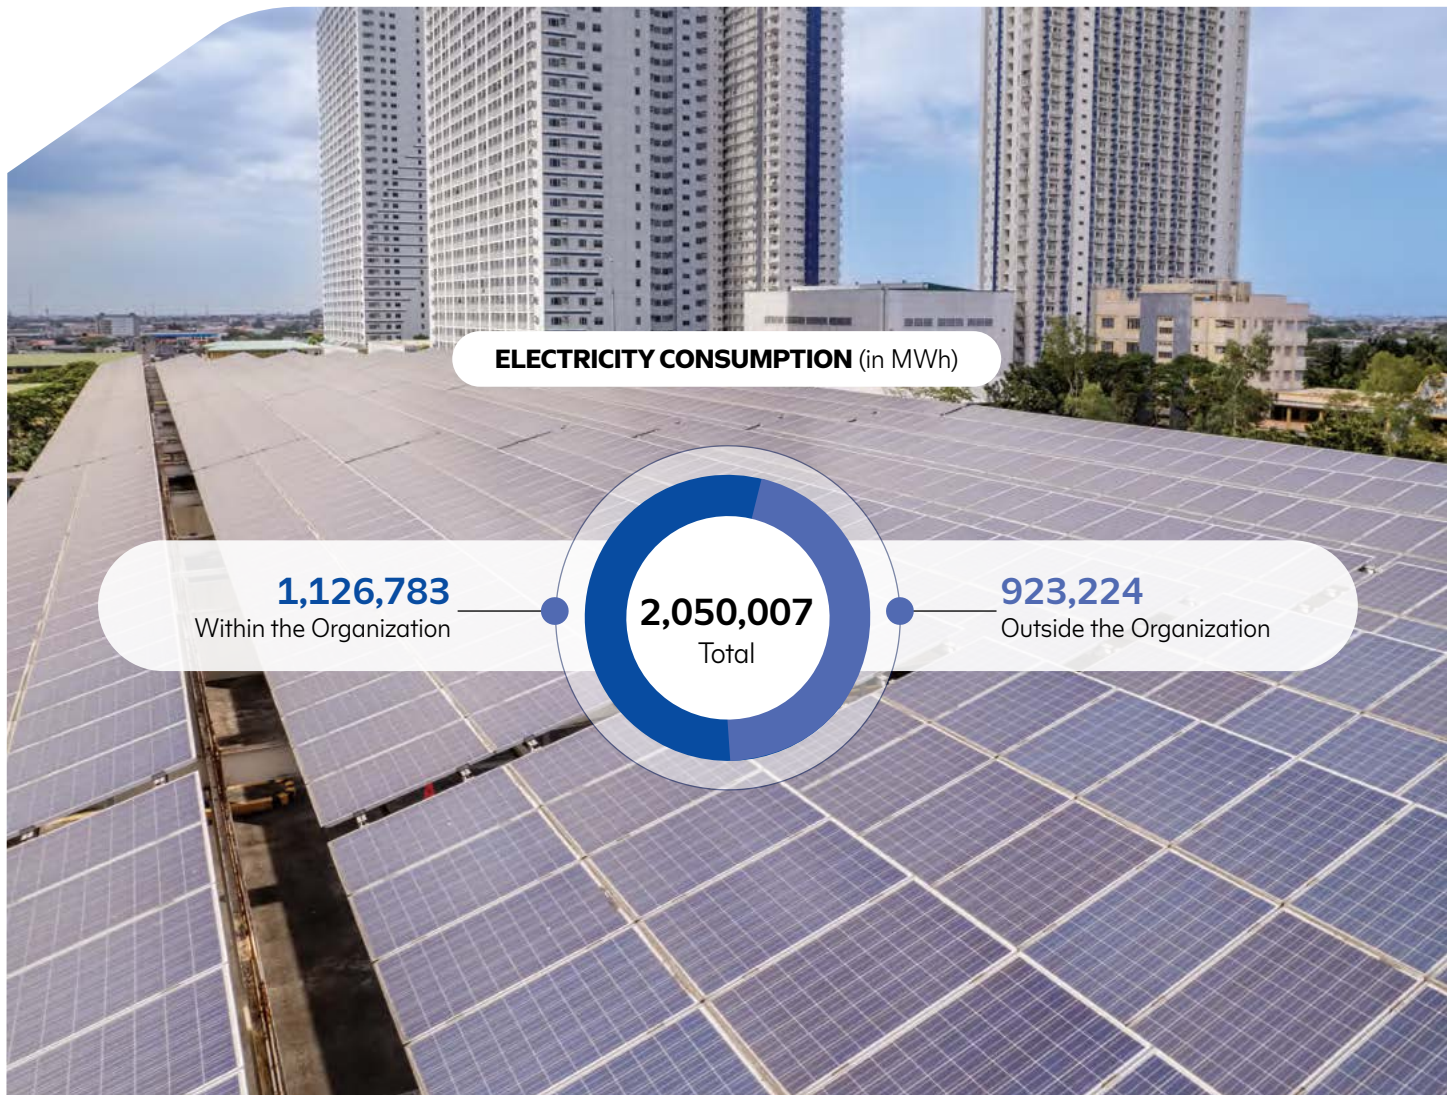 ELECTRICITY CONSUMPTION (in MWh)
1,126,783
Within the Organization
2,050,007
Total
923,224
Outside the Organization